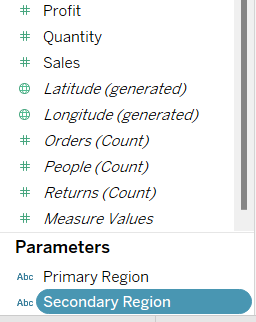 # Profit
# Quantity
# Sales
Latitude (generated)
Longitude (generated)
# Orders (Count)
# People (Count)
# Returns (Count)
# Measure Values
Parameters
Abc Primary Region
Abc Secondary Region